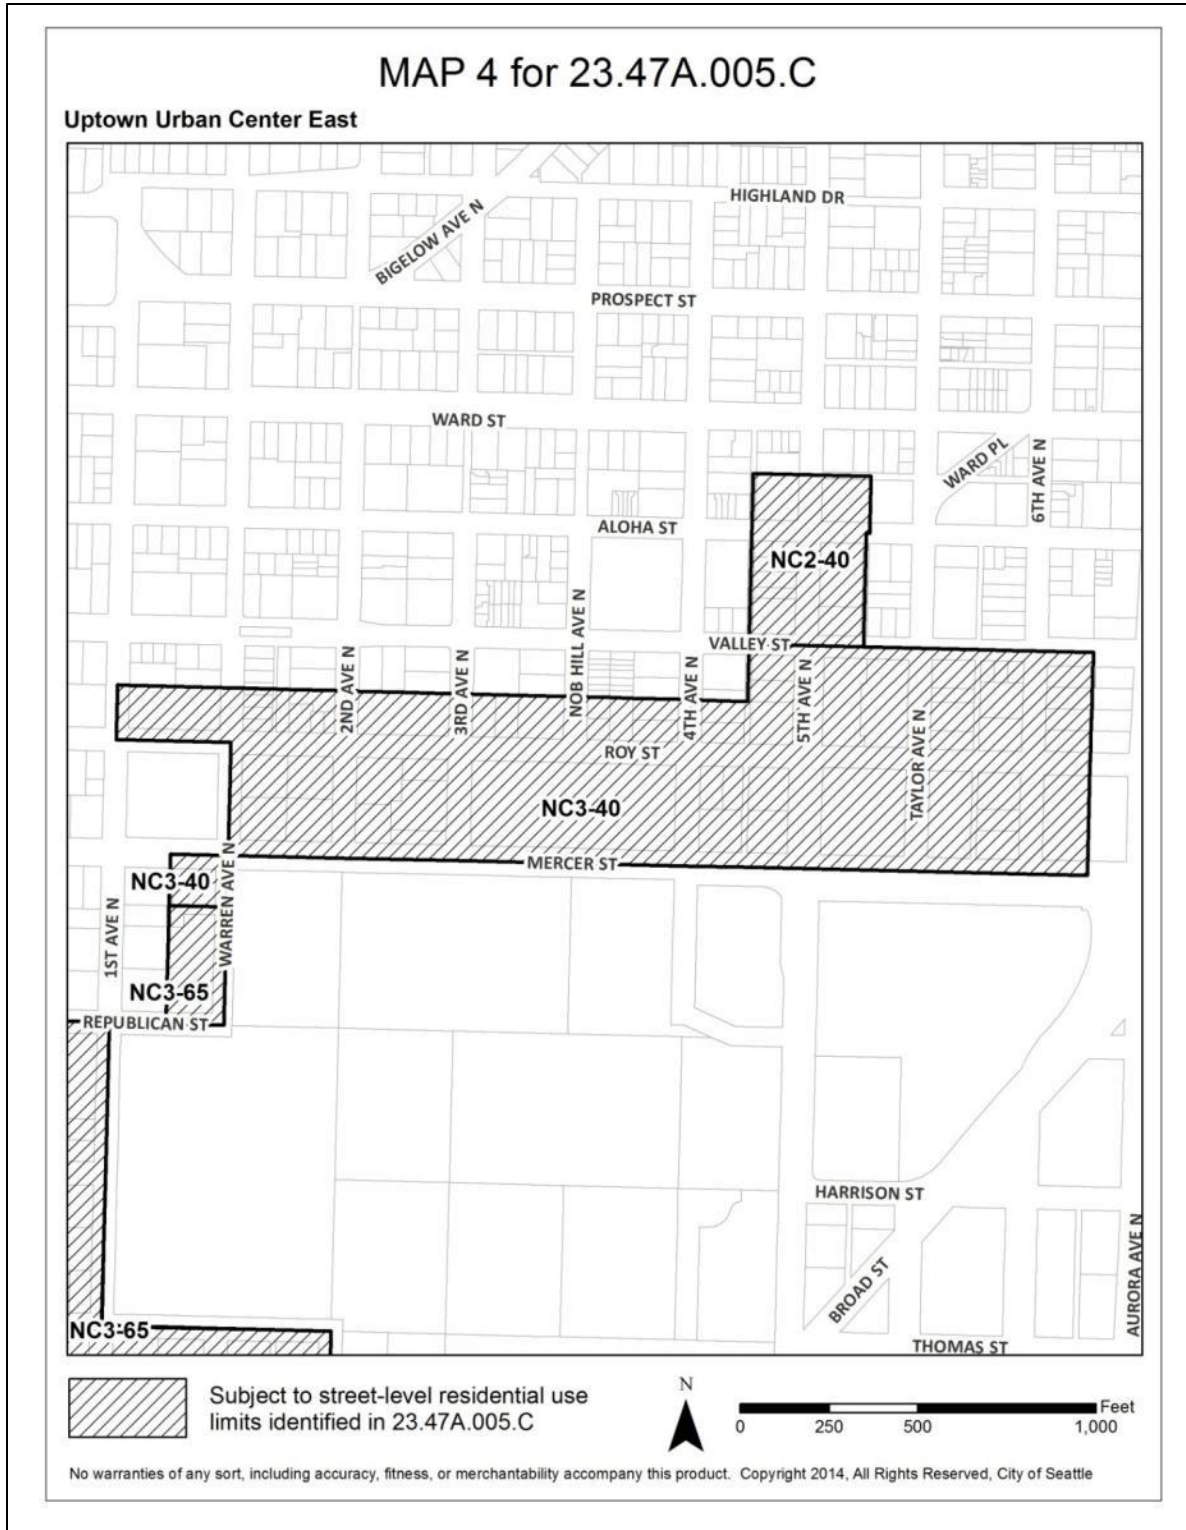 MAP 4 for 23.47A.005.C
Uptown Urban Center East
HIGHLAND DR
BIGELOW AVE N
PROSPECT ST
WARD ST
WARD PL
6TH AVE N
ALOHA ST
NC2-40
NOB HILL AVE N
VALLEY ST
2ND AVE N
3RD AVE N
4TH AVE N
5TH AVE N
TAYLOR AVE N
ROY ST
NC3-40
MERCER ST
NC3-40
WARREN AVE N
1ST AVE N
NC3-65
REPUBLICAN ST
HARRISON ST
BROAD ST
AURORA AVE N
NC3-65
THOMAS ST
Subject to street-level residential use
limits identified in 23.47A.005.C
N
Feet
0 250 500 1,000
No warranties of any sort, including accuracy, fitness, or merchantability accompany this product. Copyright 2014, All Rights Reserved, City of Seattle